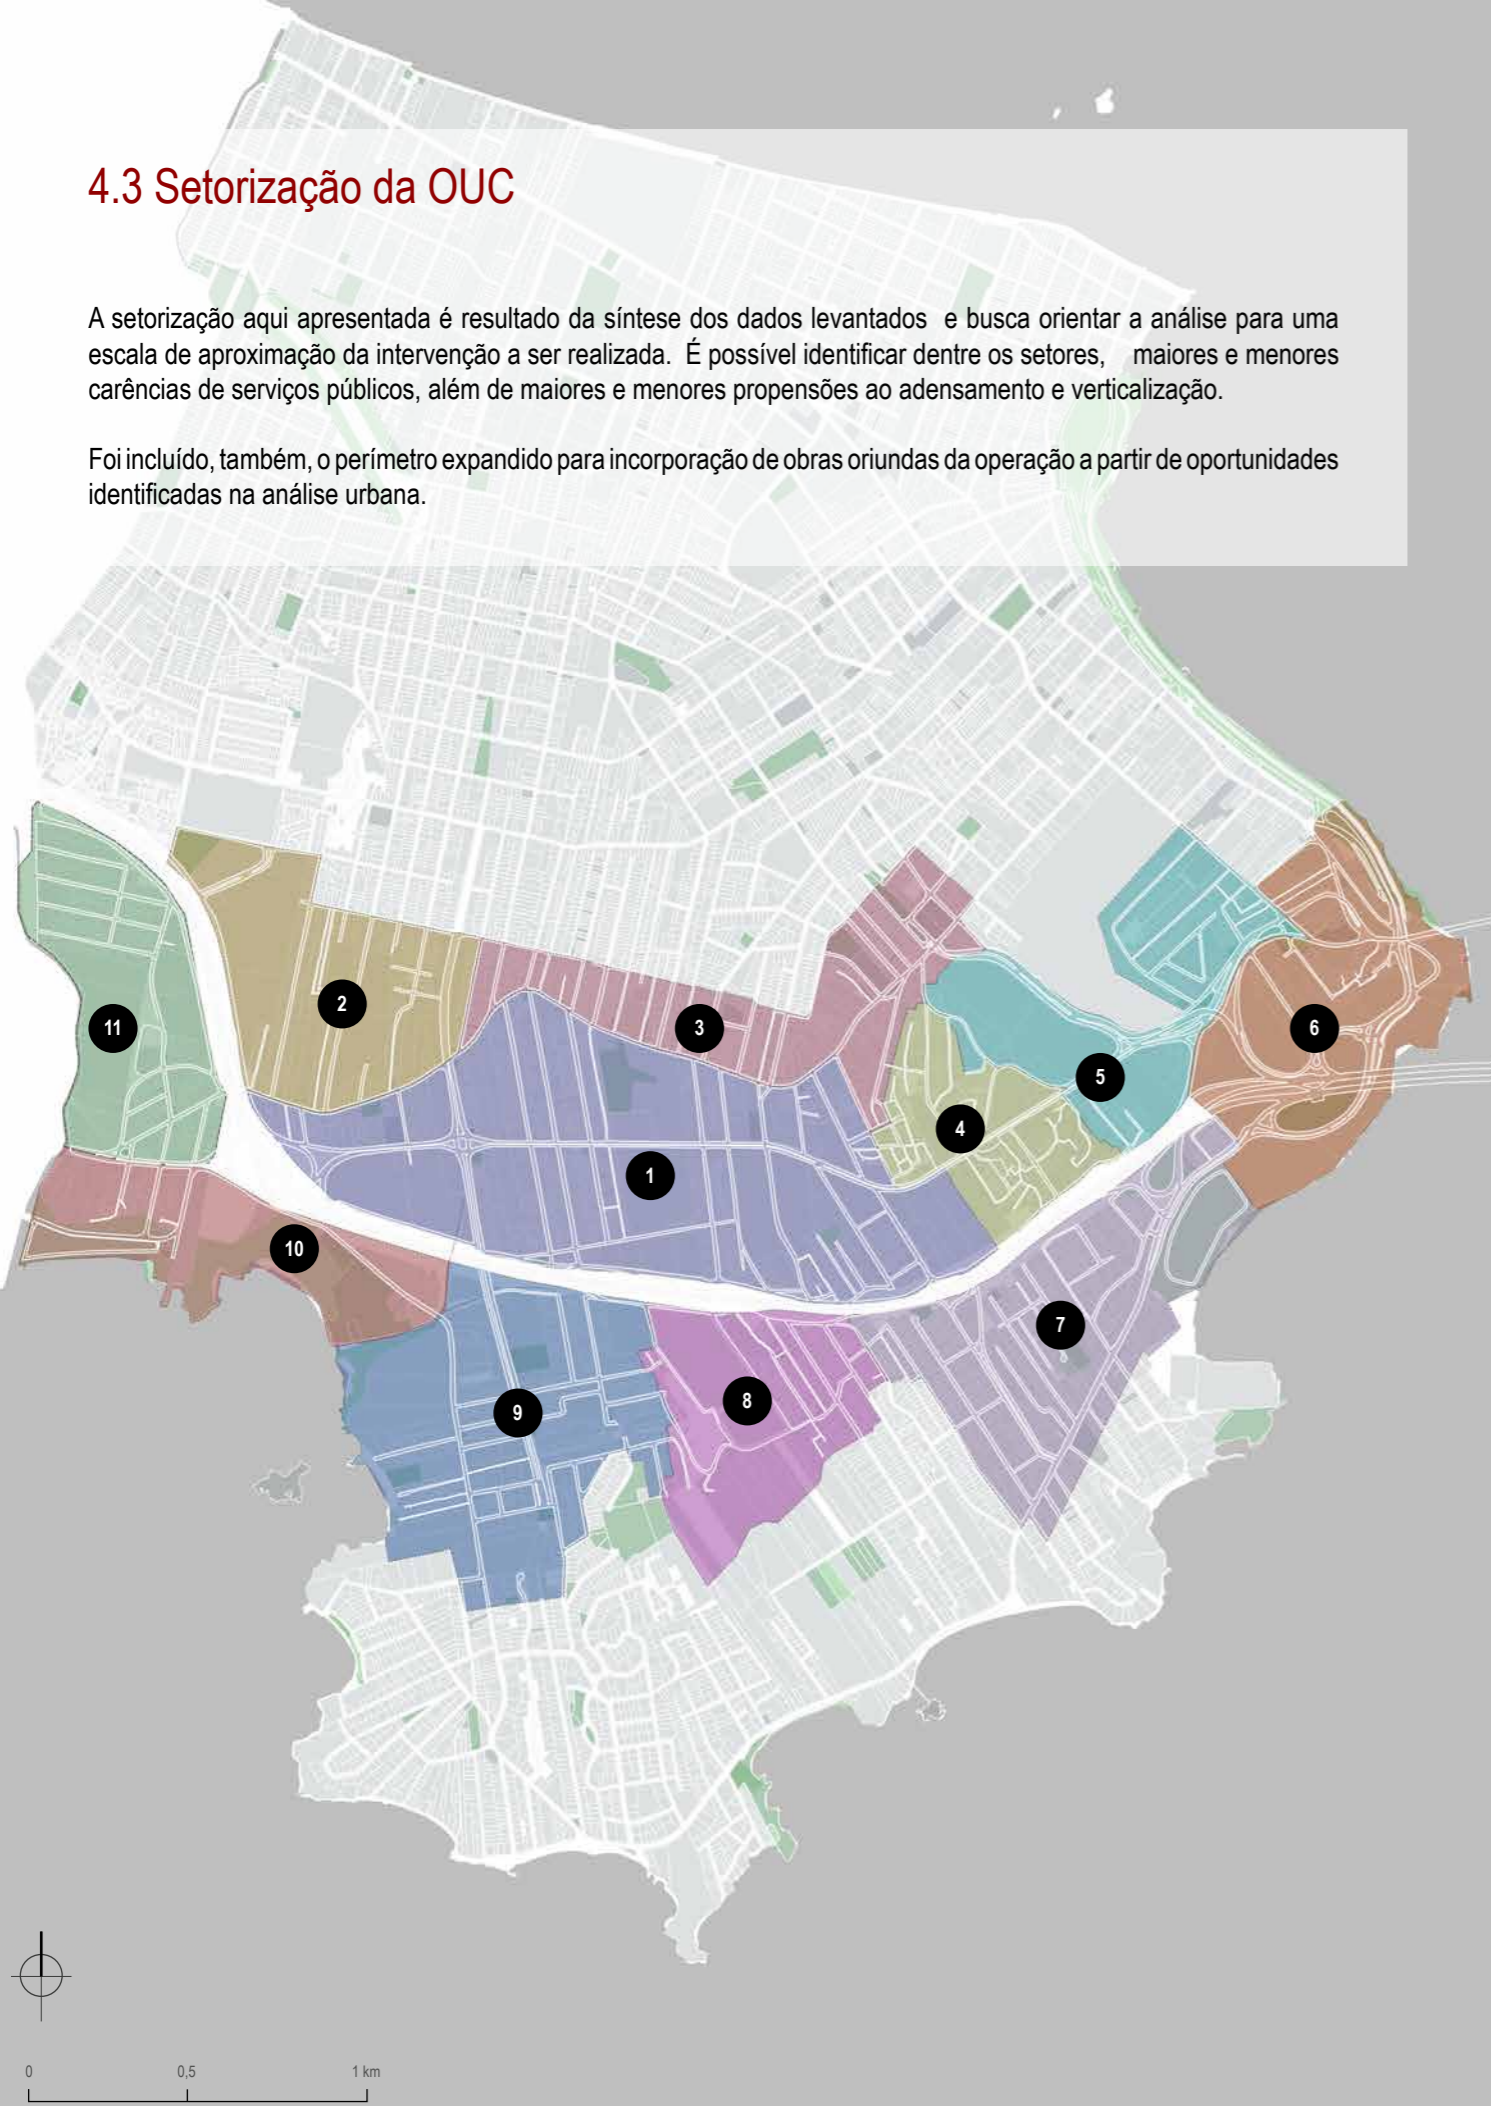 4.3 Setorização da OUC
A setorização aqui apresentada é resultado da síntese dos dados levantados e busca orientar a análise para uma
escala de aproximação da intervenção a ser realizada. É possível identificar dentre os setores, maiores e menores
carências de serviços públicos, além de maiores e menores propensões ao adensamento e verticalização.
Foi incluído, também, o perímetro expandido para incorporação de obras oriundas da operação a partir de oportunidades
identificadas na análise urbana.
2
11
3
6
5
4
1
10
7
8
9
0 0,5 1 km